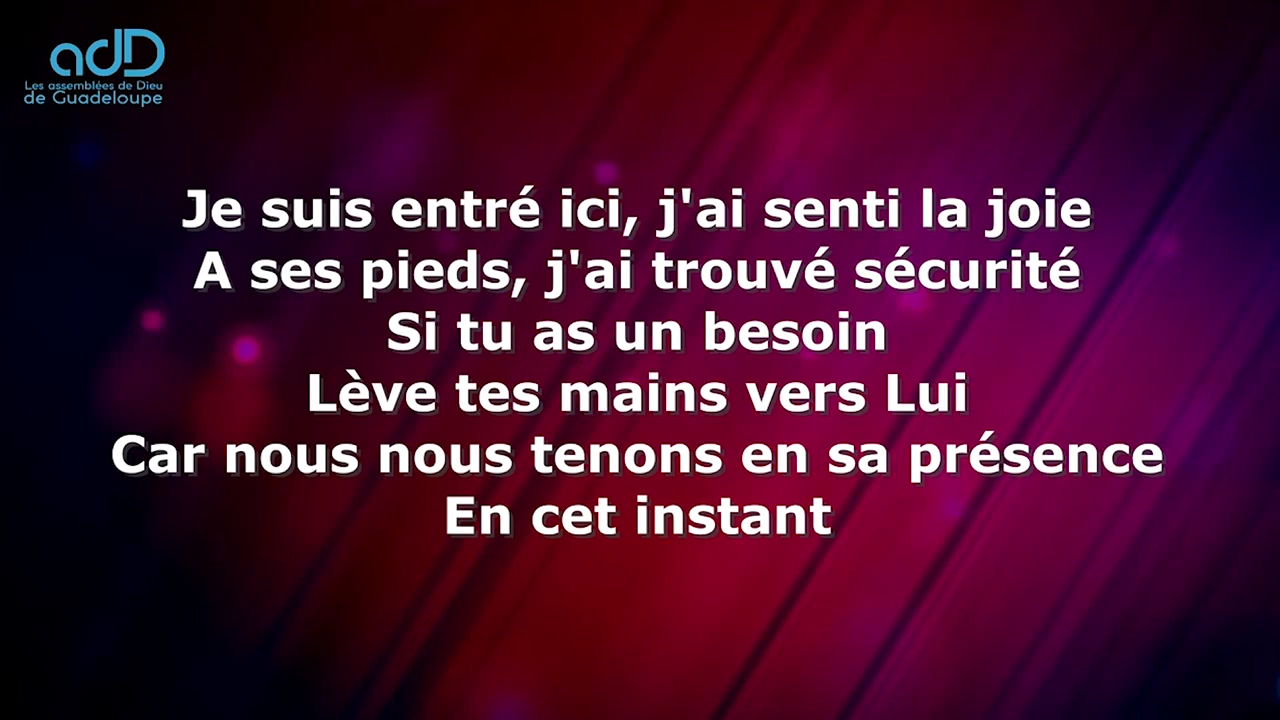 adD
Les assemblées de Dieu
de Guadeloupe
Je suis entré ici, j'ai senti la joie
A ses pieds, j'ai trouvé sécurité
Si tu as un besoin
Lève tes mains vers Lui
Car nous nous tenons en sa présence
En cet instant